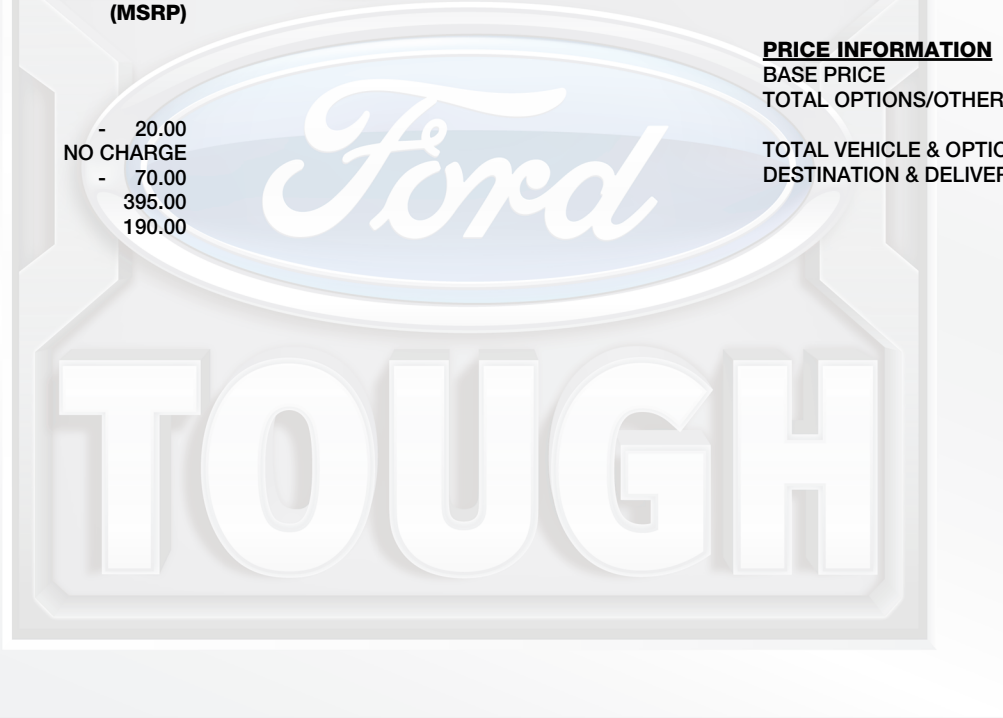 (MSRP)
- 20.00
NO CHARGE
- 70.00
395.00
190.00
PRICE INFORMATION
BASE PRICE
TOTAL OPTIONS/OTHER
TOTAL VEHICLE & OPTIO
DESTINATION & DELIVER
Ford
TOUGH